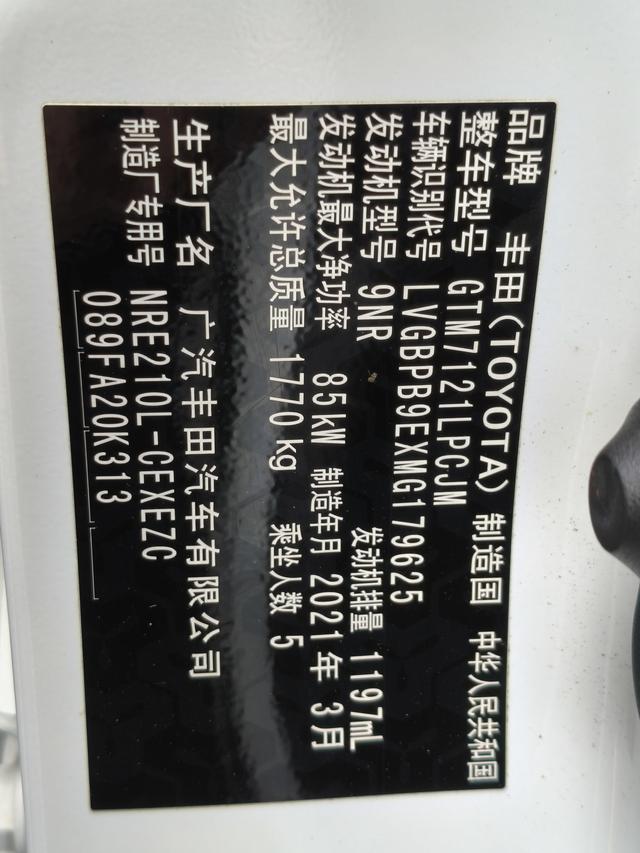 品牌 丰田(TOYOTA) 制造国 中华人民共和国
整车型号 GTM7121LPCJM
车辆识别代号 LVGBPB9EXMG179625
发动机型号 9NR 发动机排量 1197mL
发动机最大净功率 85kW 制造年月 2021年3月
最大允许总质量 1770kg 乘坐人数 5
生产厂名 广汽丰田汽车有限公司
制造厂专用号 NRE210L-CEXEZC
089FA20K313